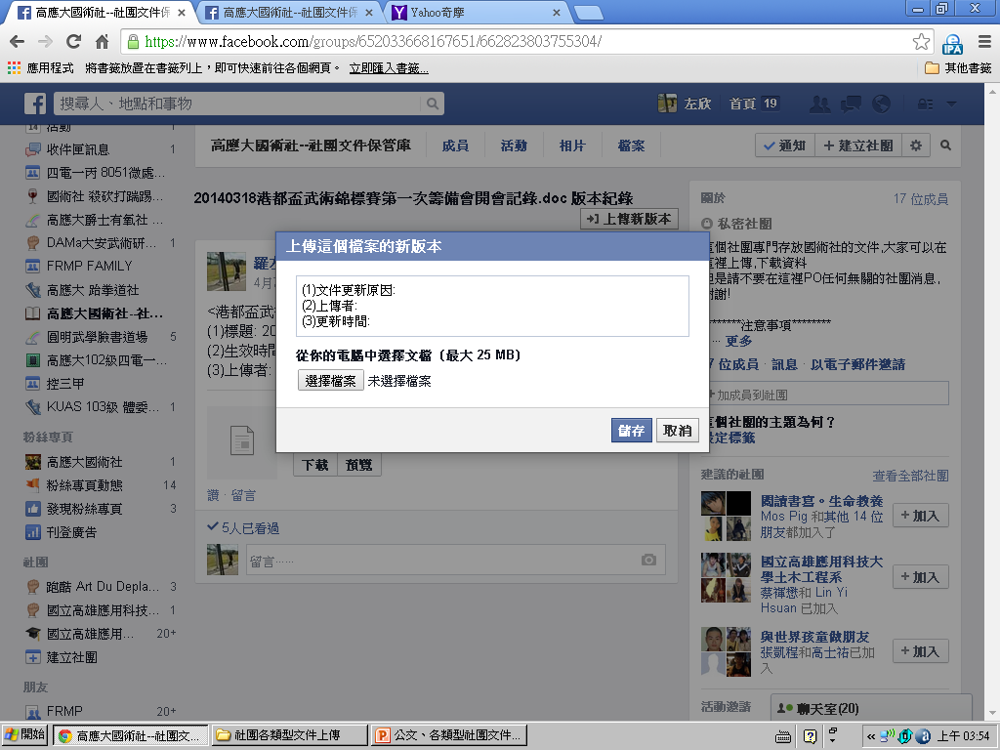 高應大國術社--社團文件保
高應大國術社--社團文件保
Yahoo奇摩
https://www.facebook.com/groups/652033668167651/662823803755304/
應用程式 將書籤放置在書籤列上，即可快速前往各個網頁。 立即匯入書籤... 其他書籤
搜尋人、地點和事物
左欣 首頁 19
活動 1
收件匣訊息 1
四電一丙 8051微處...
國術社 殺砍打踹踢...
高應大爵士有氧社 ...
DAMa大安武術研... 1
FRMP FAMILY
高應大 跆拳道社
高應大國術社--社...
圓明武學臉書道場 5
高應大102級四電一...
控三甲
KUAS 103級 體委... 1
粉絲專頁
高應大國術社 1
粉絲專頁動態 14
發現粉絲專頁 3
刊登廣告
社團
跑酷 Art Du Depla... 3
國立高雄應用科技... 1
國立高雄應用... 20+
建立社團
朋友
FRMP 20+
高應大國術社--社團文件保管庫 成員 活動 相片 檔案
通知 + 建立社團
20140318港都盃武術錦標賽第一次籌備會開會記錄.doc 版本紀錄
上傳新版本
4月
<港都盃武
(1)標題: 20
(2)生效時間
(3)上傳者:
上傳這個檔案的新版本
(1)文件更新原因:
(2)上傳者:
(3)更新時間:
從你的電腦中選擇文檔（最大 25 MB）
選擇檔案 未選擇檔案
儲存 取消
下載 預覽
讚 · 留言
5人已看過
留言……
關於 17 位成員
私密社團
這個社團專門存放國術社的文件,大家可以在
這裡上傳,下載資料
但是請不要在這裡PO任何無關的社團消息,
謝謝!
*******注意事項********
... 更多
17 位成員 · 訊息 · 以電子郵件邀請
+ 加成員到社團
這個社團的主題為何？
設定標籤
建議的社團 查看全部社團
閱讀書寫。生命教養
Mos Pig 和其他 14 位
朋友都加入了
+ 加入
國立高雄應用科技大
學土木工程系
蔡褌懋和 Lin Yi
Hsuan 已加入
+ 加入
與世界孩童做朋友
張凱程和高士祐已加
入
+ 加入
活動邀請
聊天室(20)
開始
高應大國術社--社團文...
社團各類型文件上傳
公文、各類型社團文件...
上午 03:54